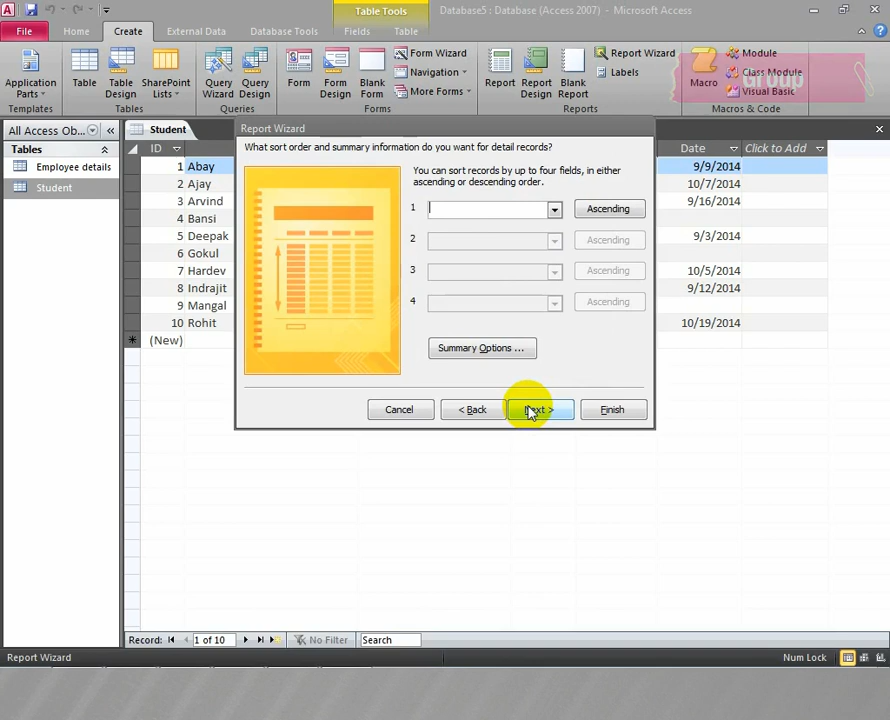 Table Tools
Database5 : Database (Access 2007) - Microsoft Access
File Home Create External Data Database Tools Fields Table
Application Parts
Templates
Table
Table Design
SharePoint Lists
Tables
Query Wizard
Query Design
Queries
Form
Form Design
Blank Form
Form Wizard
Navigation
More Forms
Forms
Report
Report Design
Blank Report
Report Wizard
Labels
Reports
Macro
Module
Class Module
Visual Basic
Macros & Code
Group
All Access Ob...
Tables
Employee details
Student
Student
ID Date Click to Add
1 Abay 9/9/2014
2 Ajay 10/7/2014
3 Arvind 9/16/2014
4 Bansi
5 Deepak 9/3/2014
6 Gokul
7 Hardev 10/5/2014
8 Indrajit 9/12/2014
9 Mangal
10 Rohit 10/19/2014
(New)
Report Wizard
What sort order and summary information do you want for detail records?
You can sort records by up to four fields, in either
ascending or descending order.
1 Ascending
2 Ascending
3 Ascending
4 Ascending
Summary Options ...
Cancel < Back Next > Finish
Record: 1 of 10 No Filter Search
Report Wizard Num Lock